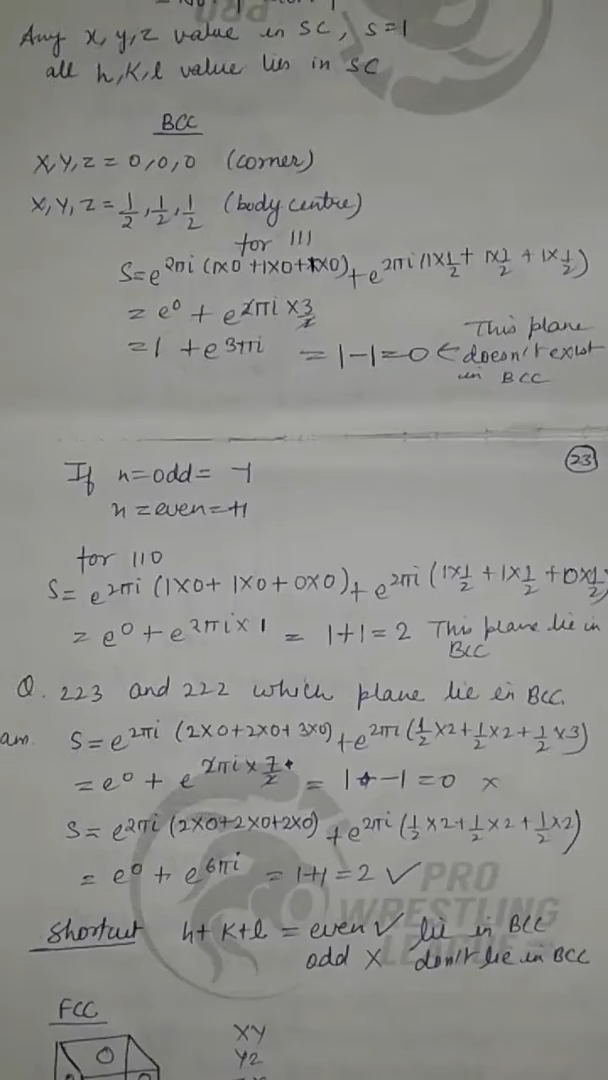 PRO
Any x, y, z value in SC, S=1
all h, K, l value lies in SC
BCC
X, Y, Z = 0, 0, 0 (corner)
X, Y, Z = 1/2, 1/2, 1/2 (body centre)
for 111
S = e^2πi (1×0 + 1×0 + 1×0) + e^2πi (1×1/2 + 1×1/2 + 1×1/2)
= e^0 + e^2πi × 3/2
= 1 + e^3πi = 1-1 = 0 ← This plane doesn't exist in BCC
23
If n = odd = -1
n = even = +1
for 110
S = e^2πi (1×0 + 1×0 + 0×0) + e^2πi (1×1/2 + 1×1/2 + 0×1/2)
= e^0 + e^2πi × 1 = 1+1 = 2 This plane lie in BCC
Q. 223 and 222 which plane lie in BCC.
am. S = e^2πi (2×0+2×0+3×0) + e^2πi (1/2×2 + 1/2×2 + 1/2×3)
= e^0 + e^2πi × 7/2 = 1 -1 = 0 ×
S = e^2πi (2×0+2×0+2×0) + e^2πi (1/2×2 + 1/2×2 + 1/2×2)
= e^0 + e^6πi = 1+1 = 2 ✓
PRO
WRESTLING
LEAGUE
Shortcut h + K + l = even ✓ lie in BCC
odd × don't lie in BCC
FCC
XY
YZ